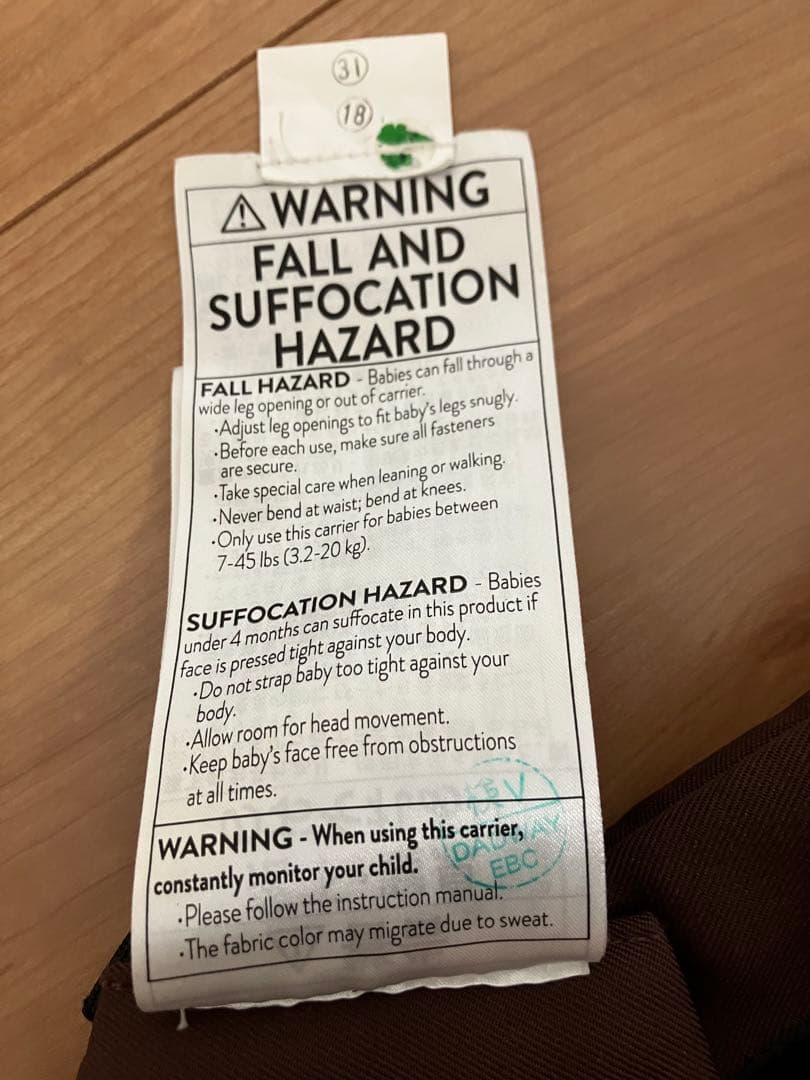 31
18
WARNING
FALL AND
SUFFOCATION
HAZARD
FALL HAZARD - Babies can fall through a
wide leg opening or out of carrier.
·Adjust leg openings to fit baby's legs snugly.
·Before each use, make sure all fasteners
are secure.
·Take special care when leaning or walking.
·Never bend at waist; bend at knees.
·Only use this carrier for babies between
7-45 lbs (3.2-20 kg).
SUFFOCATION HAZARD - Babies
under 4 months can suffocate in this product if
face is pressed tight against your body.
·Do not strap baby too tight against your
body.
·Allow room for head movement.
·Keep baby's face free from obstructions
at all times.
WARNING - When using this carrier,
constantly monitor your child.
·Please follow the instruction manual.
·The fabric color may migrate due to sweat.
DADWAY
EBC